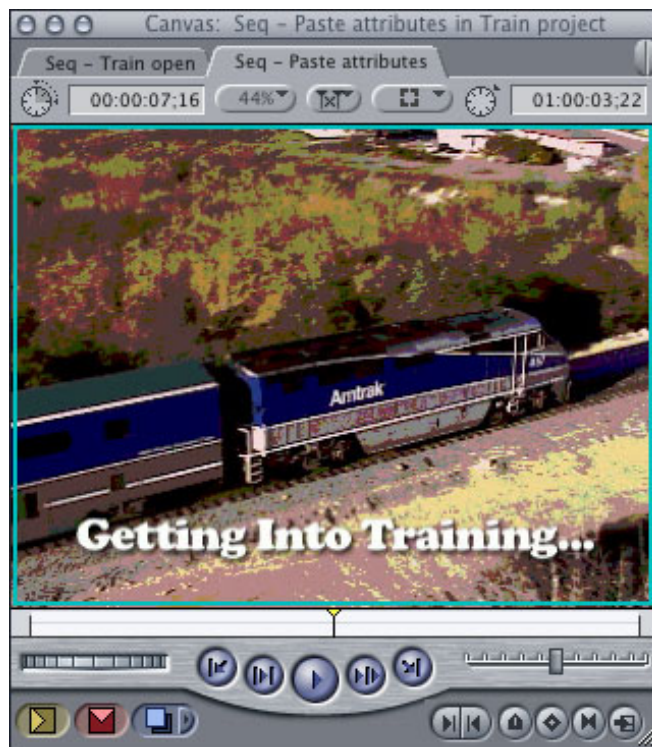 Canvas: Seq – Paste attributes in Train project
Seq – Train open
Seq – Paste attributes
00:00:07;16
44%
01:00:03;22
Amtrak
Getting Into Training...